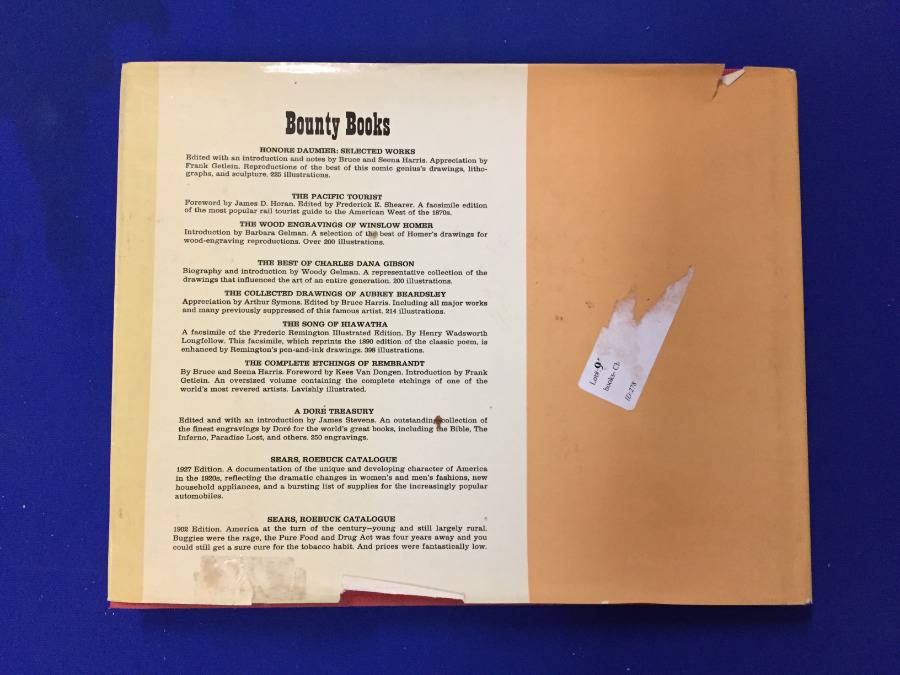 Bounty Books
HONORE DAUMIER: SELECTED WORKS
Edited with an introduction and notes by Bruce and Seena Harris. Appreciation by
Frank Getlein. Reproductions of the best of this comic genius's drawings, litho-
graphs, and sculpture. 225 illustrations.
THE PACIFIC TOURIST
Foreword by James D. Horan. Edited by Frederick E. Shearer. A facsimile edition
of the most popular rail tourist guide to the American West of the 1870s.
THE WOOD ENGRAVINGS OF WINSLOW HOMER
Introduction by Barbara Gelman. A selection of the best of Homer's drawings for
wood-engraving reproductions. Over 200 illustrations.
THE BEST OF CHARLES DANA GIBSON
Biography and introduction by Woody Gelman. A representative collection of the
drawings that influenced the art of an entire generation. 200 illustrations.
THE COLLECTED DRAWINGS OF AUBREY BEARDSLEY
Appreciation by Arthur Symons. Edited by Bruce Harris. Including all major works
and many previously suppressed of this famous artist. 214 illustrations.
THE SONG OF HIAWATHA
A facsimile of the Frederic Remington Illustrated Edition. By Henry Wadsworth
Longfellow. This facsimile, which reprints the 1890 edition of the classic poem, is
enhanced by Remington's pen-and-ink drawings. 398 illustrations.
THE COMPLETE ETCHINGS OF REMBRANDT
By Bruce and Seena Harris. Foreword by Kees Van Dongen. Introduction by Frank
Getlein. An oversized volume containing the complete etchings of one of the
world's most revered artists. Lavishly illustrated.
A DORÉ TREASURY
Edited and with an introduction by James Stevens. An outstanding collection of
the finest engravings by Doré for the world's great books, including the Bible, The
Inferno, Paradise Lost, and others. 250 engravings.
SEARS, ROEBUCK CATALOGUE
1927 Edition. A documentation of the unique and developing character of America
in the 1920s, reflecting the dramatic changes in women's and men's fashions, new
household appliances, and a bursting list of supplies for the increasingly popular
automobiles.
SEARS, ROEBUCK CATALOGUE
1902 Edition. America at the turn of the century—young and still largely rural.
Buggies were the rage, the Pure Food and Drug Act was four years away and you
could still get a sure cure for the tobacco habit. And prices were fantastically low.
books-
ID:278